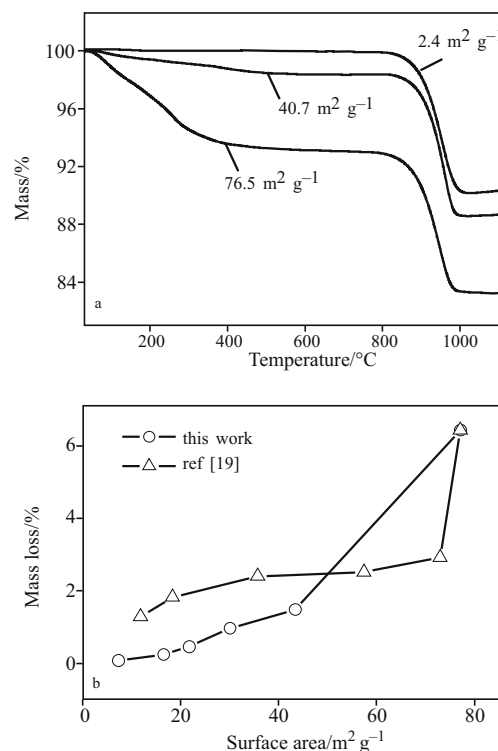 100
96
92
88
84
Mass/%
2.4 m² g⁻¹
40.7 m² g⁻¹
76.5 m² g⁻¹
a
200 400 600 800 1000
Temperature/°C
6
4
2
0
Mass loss/%
this work
ref [19]
b
0 20 40 60 80
Surface area/m² g⁻¹